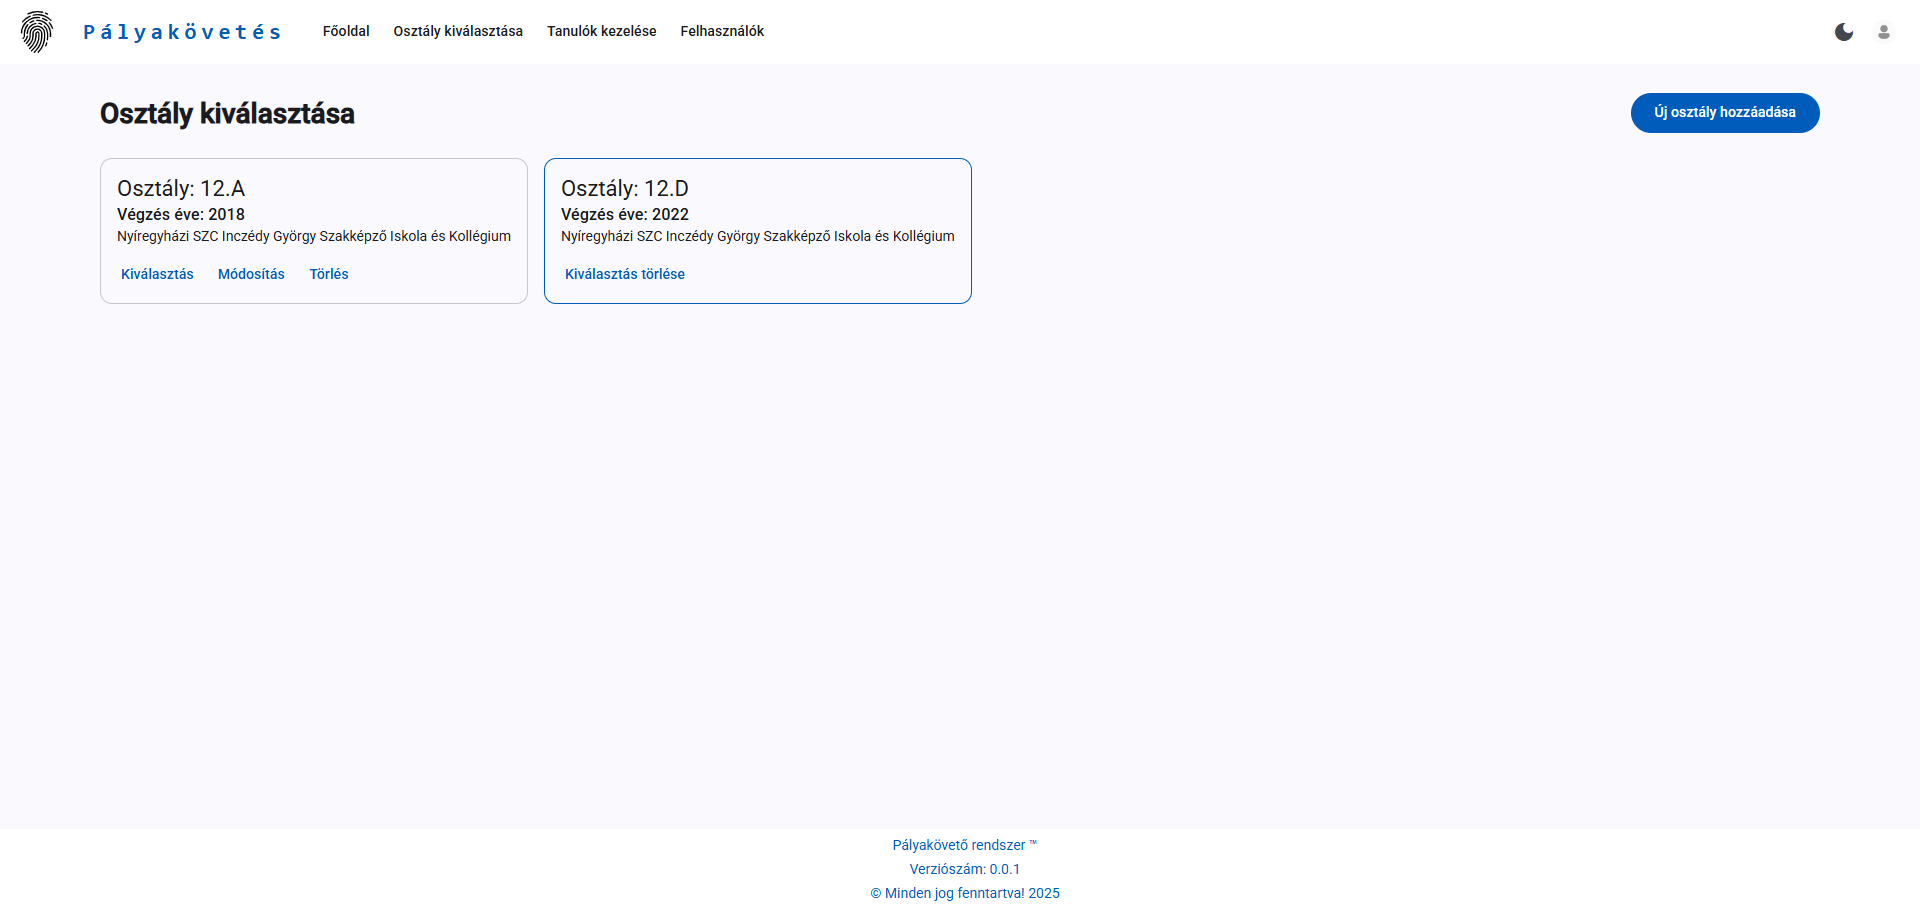 Pályakövetés
Főoldal
Osztály kiválasztása
Tanulók kezelése
Felhasználók
Osztály kiválasztása
Új osztály hozzáadása
Osztály: 12.A
Végzés éve: 2018
Nyíregyházi SZC Inczédy György Szakképző Iskola és Kollégium
Kiválasztás
Módosítás
Törlés
Osztály: 12.D
Végzés éve: 2022
Nyíregyházi SZC Inczédy György Szakképző Iskola és Kollégium
Kiválasztás törlése
Pályakövető rendszer ™
Verziószám: 0.0.1
© Minden jog fenntartva! 2025